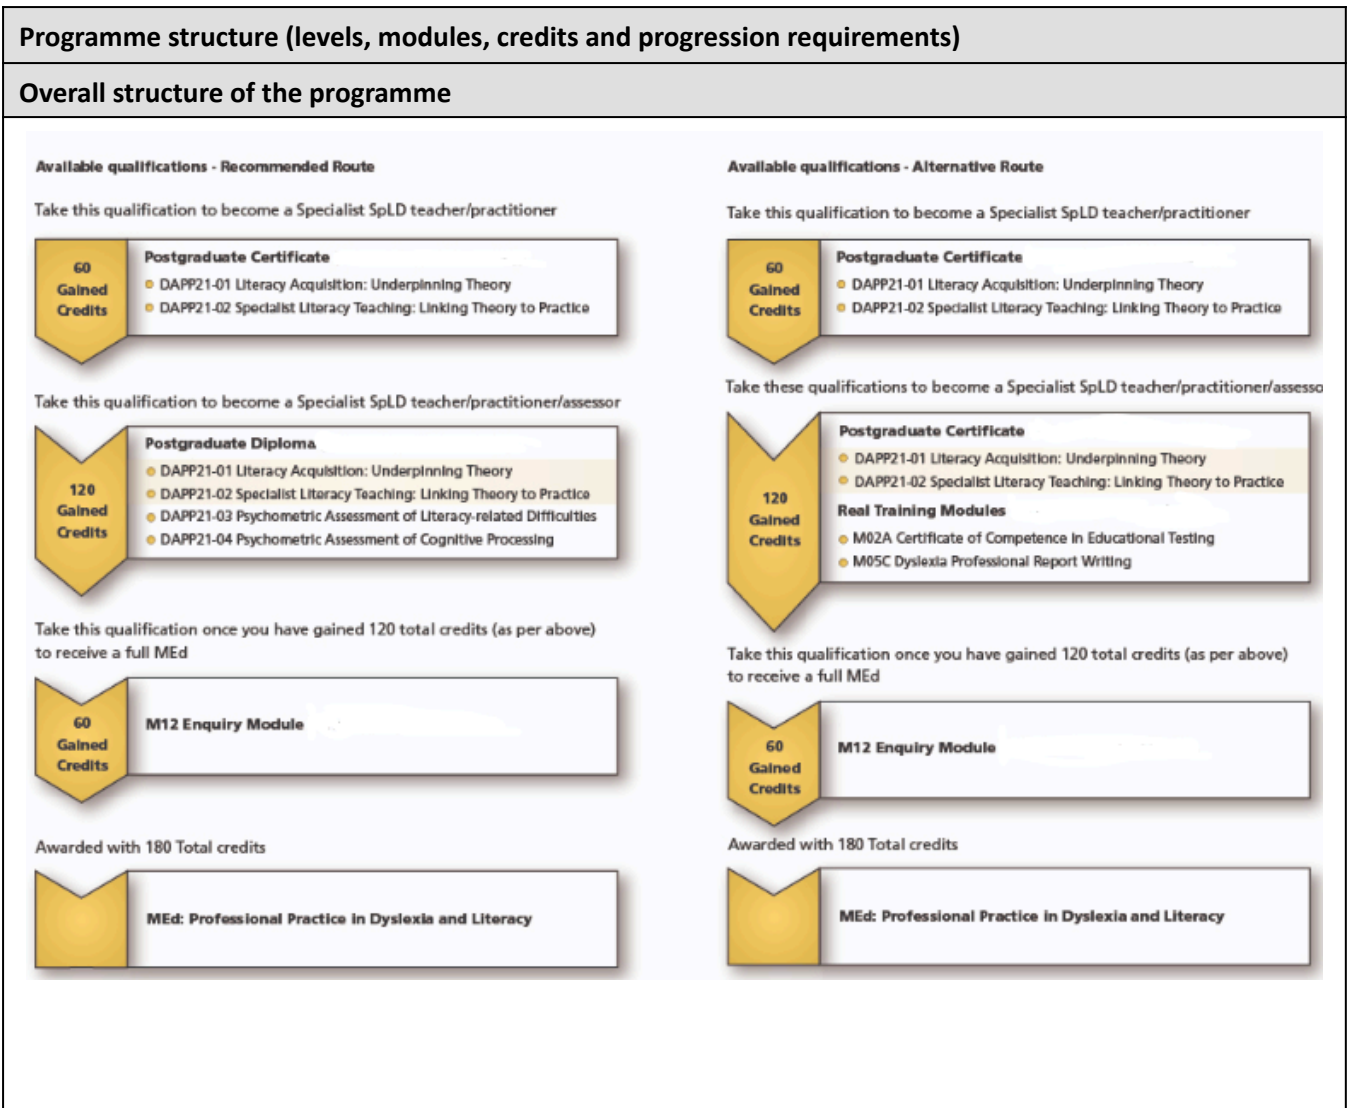 Programme structure (levels, modules, credits and progression requirements)
Overall structure of the programme
Available qualifications - Recommended Route
Take this qualification to become a Specialist SpLD teacher/practitioner
60
Gained
Credits
Postgraduate Certificate
DAPP21-01 Literacy Acquisition: Underpinning Theory
DAPP21-02 Specialist Literacy Teaching: Linking Theory to Practice
Take this qualification to become a Specialist SpLD teacher/practitioner/assessor
120
Gained
Credits
Postgraduate Diploma
DAPP21-01 Literacy Acquisition: Underpinning Theory
DAPP21-02 Specialist Literacy Teaching: Linking Theory to Practice
DAPP21-03 Psychometric Assessment of Literacy-related Difficulties
DAPP21-04 Psychometric Assessment of Cognitive Processing
Take this qualification once you have gained 120 total credits (as per above)
to receive a full MEd
60
Gained
Credits
M12 Enquiry Module
Awarded with 180 Total credits
MEd: Professional Practice in Dyslexia and Literacy
Available qualifications - Alternative Route
Take this qualification to become a Specialist SpLD teacher/practitioner
60
Gained
Credits
Postgraduate Certificate
DAPP21-01 Literacy Acquisition: Underpinning Theory
DAPP21-02 Specialist Literacy Teaching: Linking Theory to Practice
Take these qualifications to become a Specialist SpLD teacher/practitioner/assesso
120
Gained
Credits
Postgraduate Certificate
DAPP21-01 Literacy Acquisition: Underpinning Theory
DAPP21-02 Specialist Literacy Teaching: Linking Theory to Practice
Real Training Modules
M02A Certificate of Competence in Educational Testing
M05C Dyslexia Professional Report Writing
Take this qualification once you have gained 120 total credits (as per above)
to receive a full MEd
60
Gained
Credits
M12 Enquiry Module
Awarded with 180 Total credits
MEd: Professional Practice in Dyslexia and Literacy